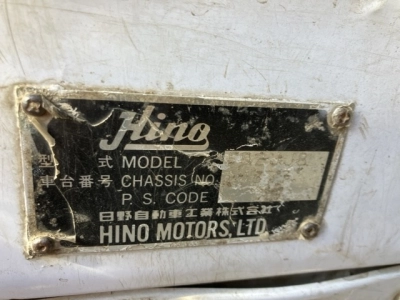 Hino
型 式 MODEL
車台番号 CHASSIS NO.
P. S. CODE
日野自動車工業株式会社
HINO MOTORS, LTD.